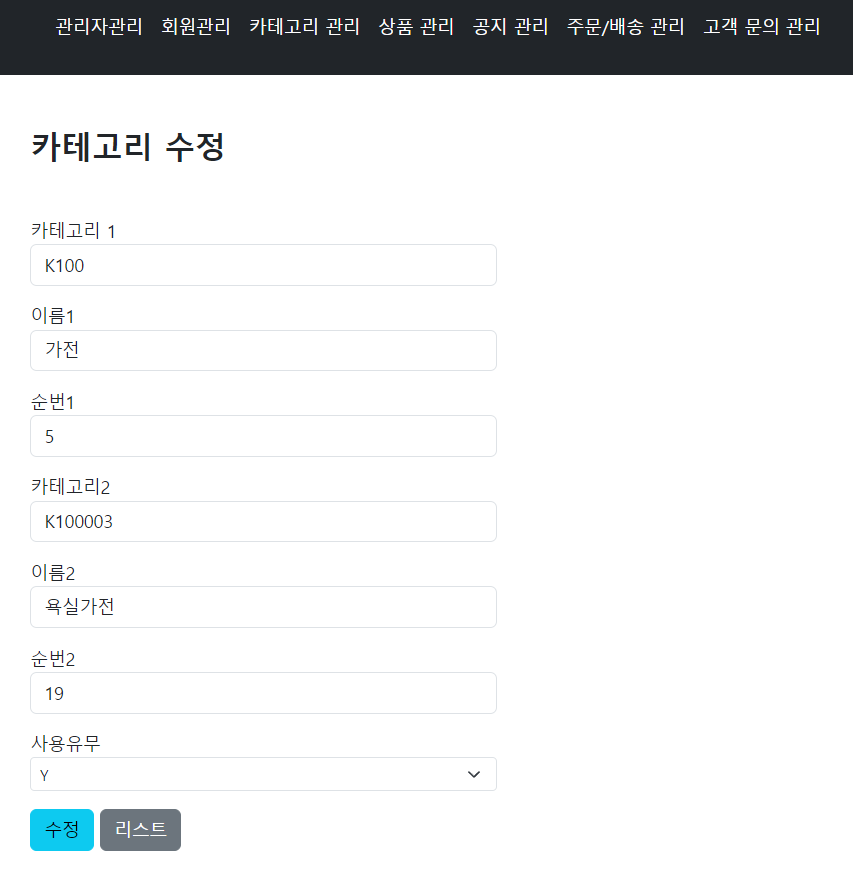 관리자관리 회원관리 카테고리 관리 상품 관리 공지 관리 주문/배송 관리 고객 문의 관리
카테고리 수정
카테고리 1
K100
이름1
가전
순번1
5
카테고리2
K100003
이름2
욕실가전
순번2
19
사용유무
Y
수정 리스트